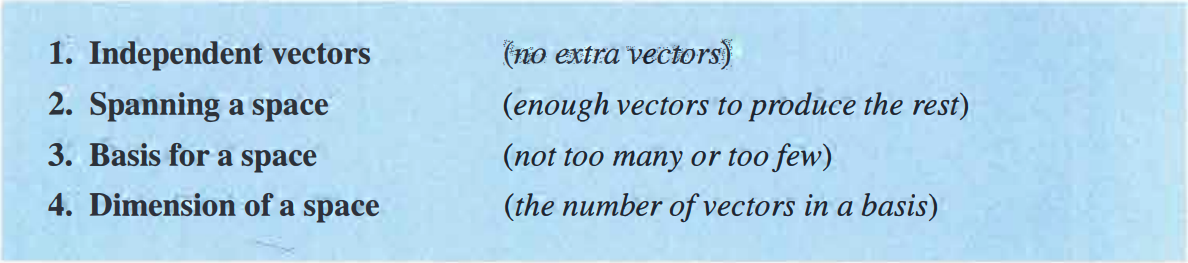 1. Independent vectors (no extra vectors)
2. Spanning a space (enough vectors to produce the rest)
3. Basis for a space (not too many or too few)
4. Dimension of a space (the number of vectors in a basis)